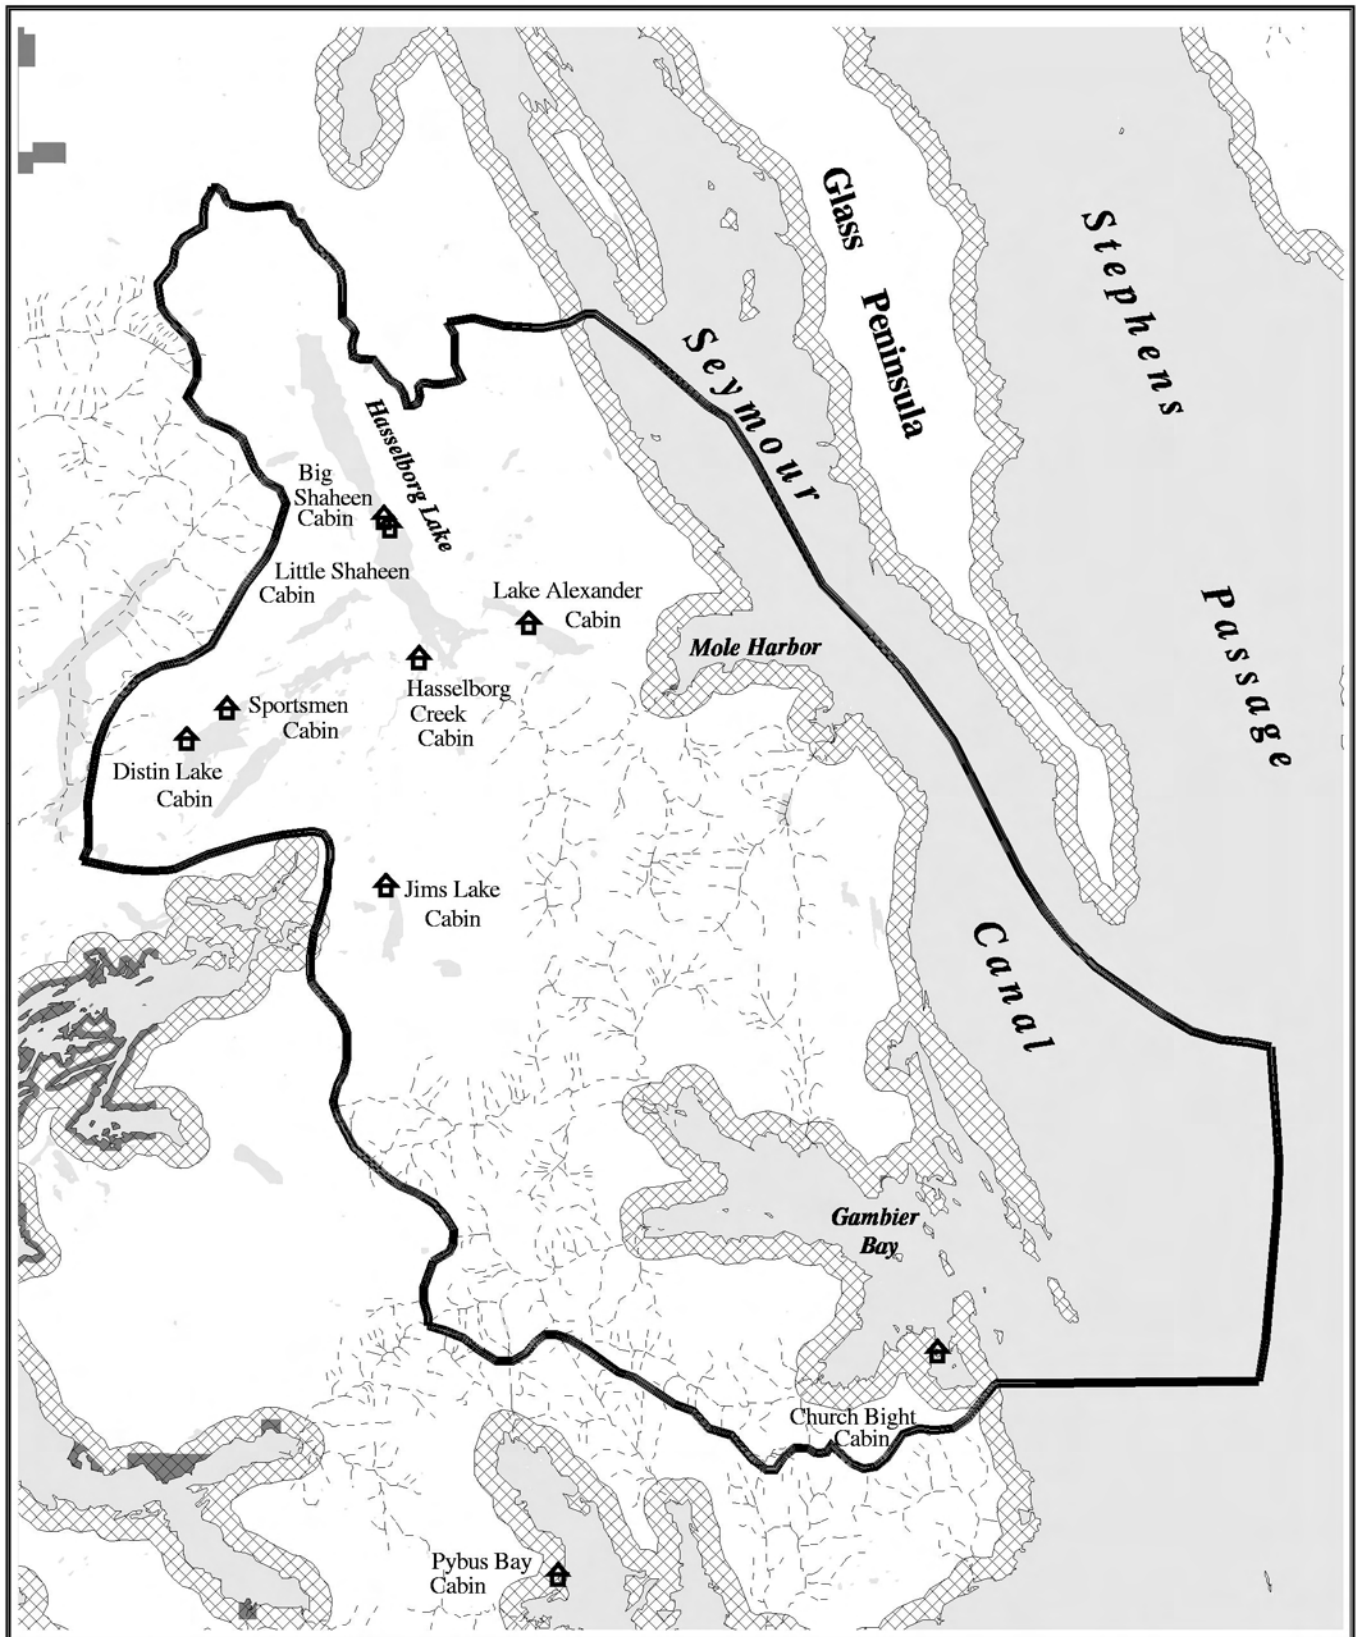 Glass
Peninsula
Stephens
Passage
Seymour
Canal
Hasselborg Lake
Big
Shaheen
Cabin
Little Shaheen
Cabin
Lake Alexander
Cabin
Mole Harbor
Hasselborg
Creek
Cabin
Sportsmen
Cabin
Distin Lake
Cabin
Jims Lake
Cabin
Gambier
Bay
Church Bight
Cabin
Pybus Bay
Cabin